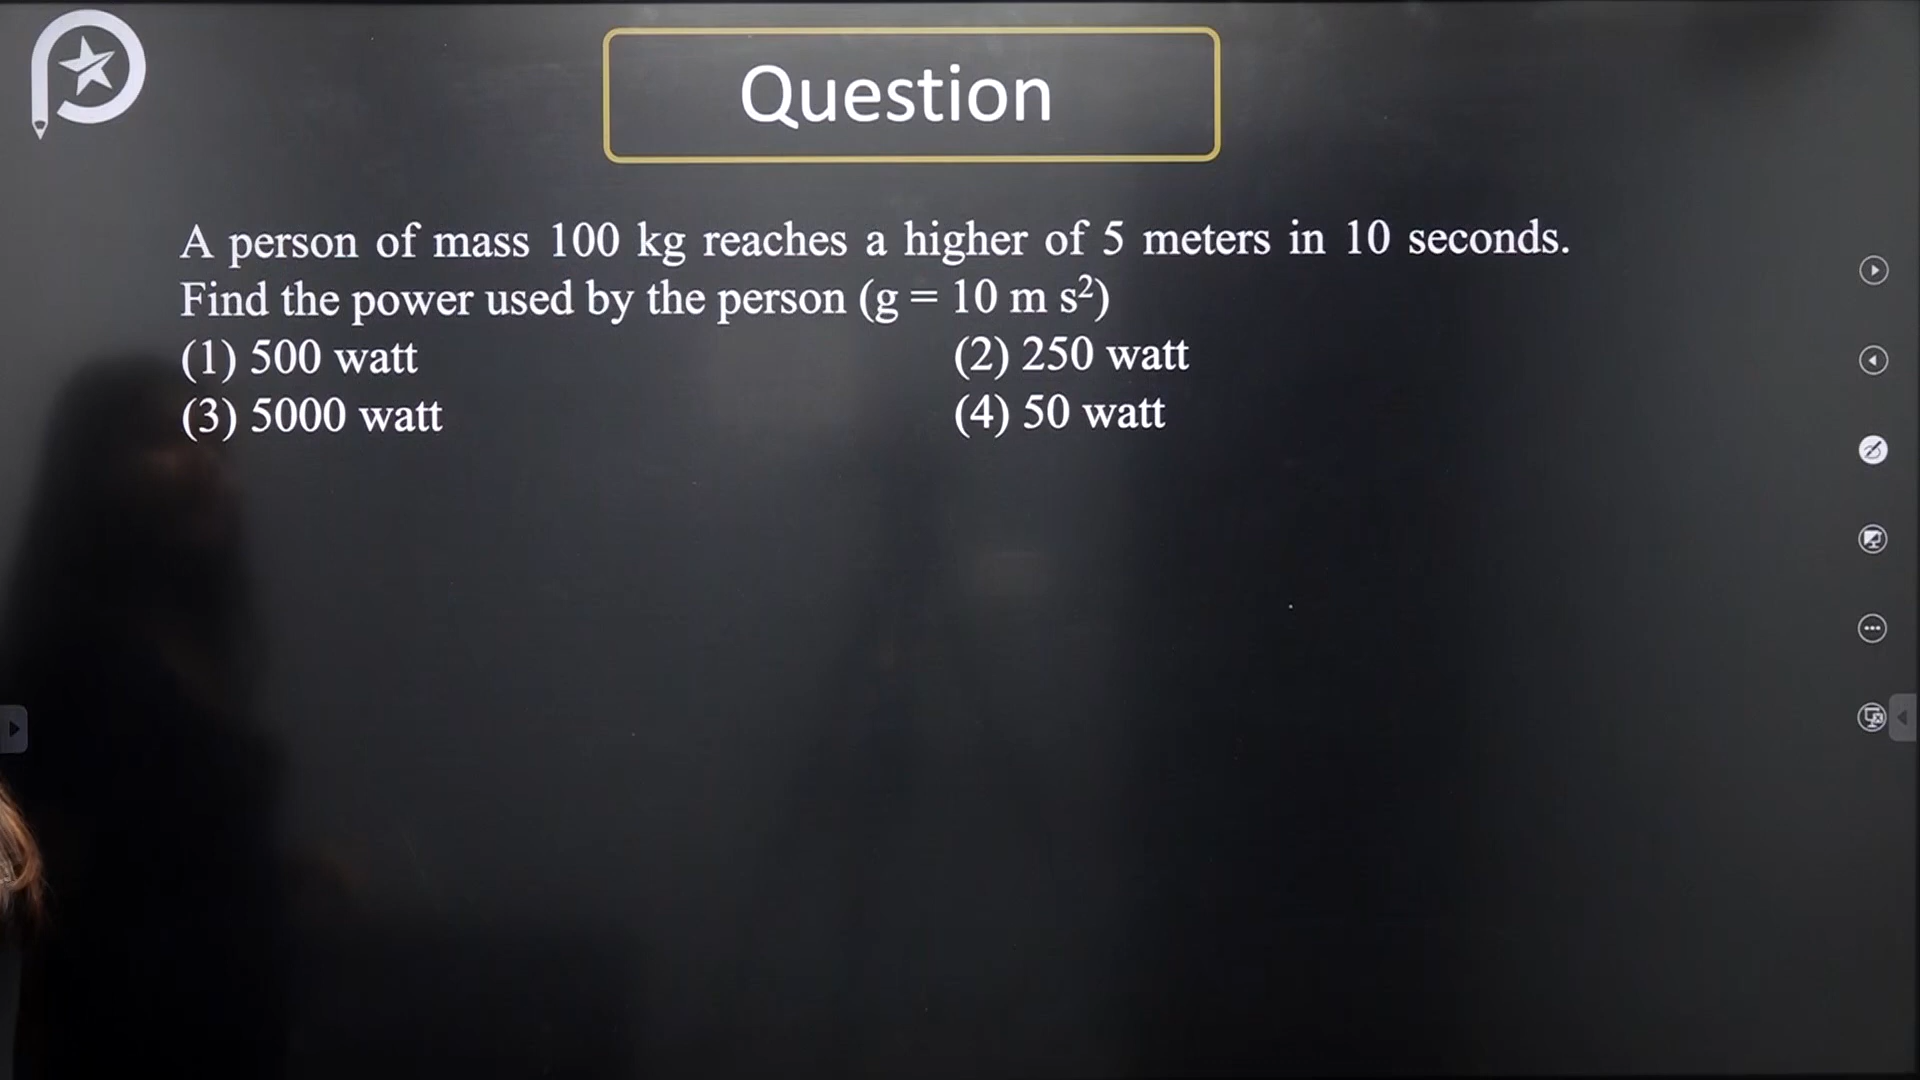 Question
A person of mass 100 kg reaches a higher of 5 meters in 10 seconds.
Find the power used by the person (g = 10 m s²)
(1) 500 watt
(2) 250 watt
(3) 5000 watt
(4) 50 watt